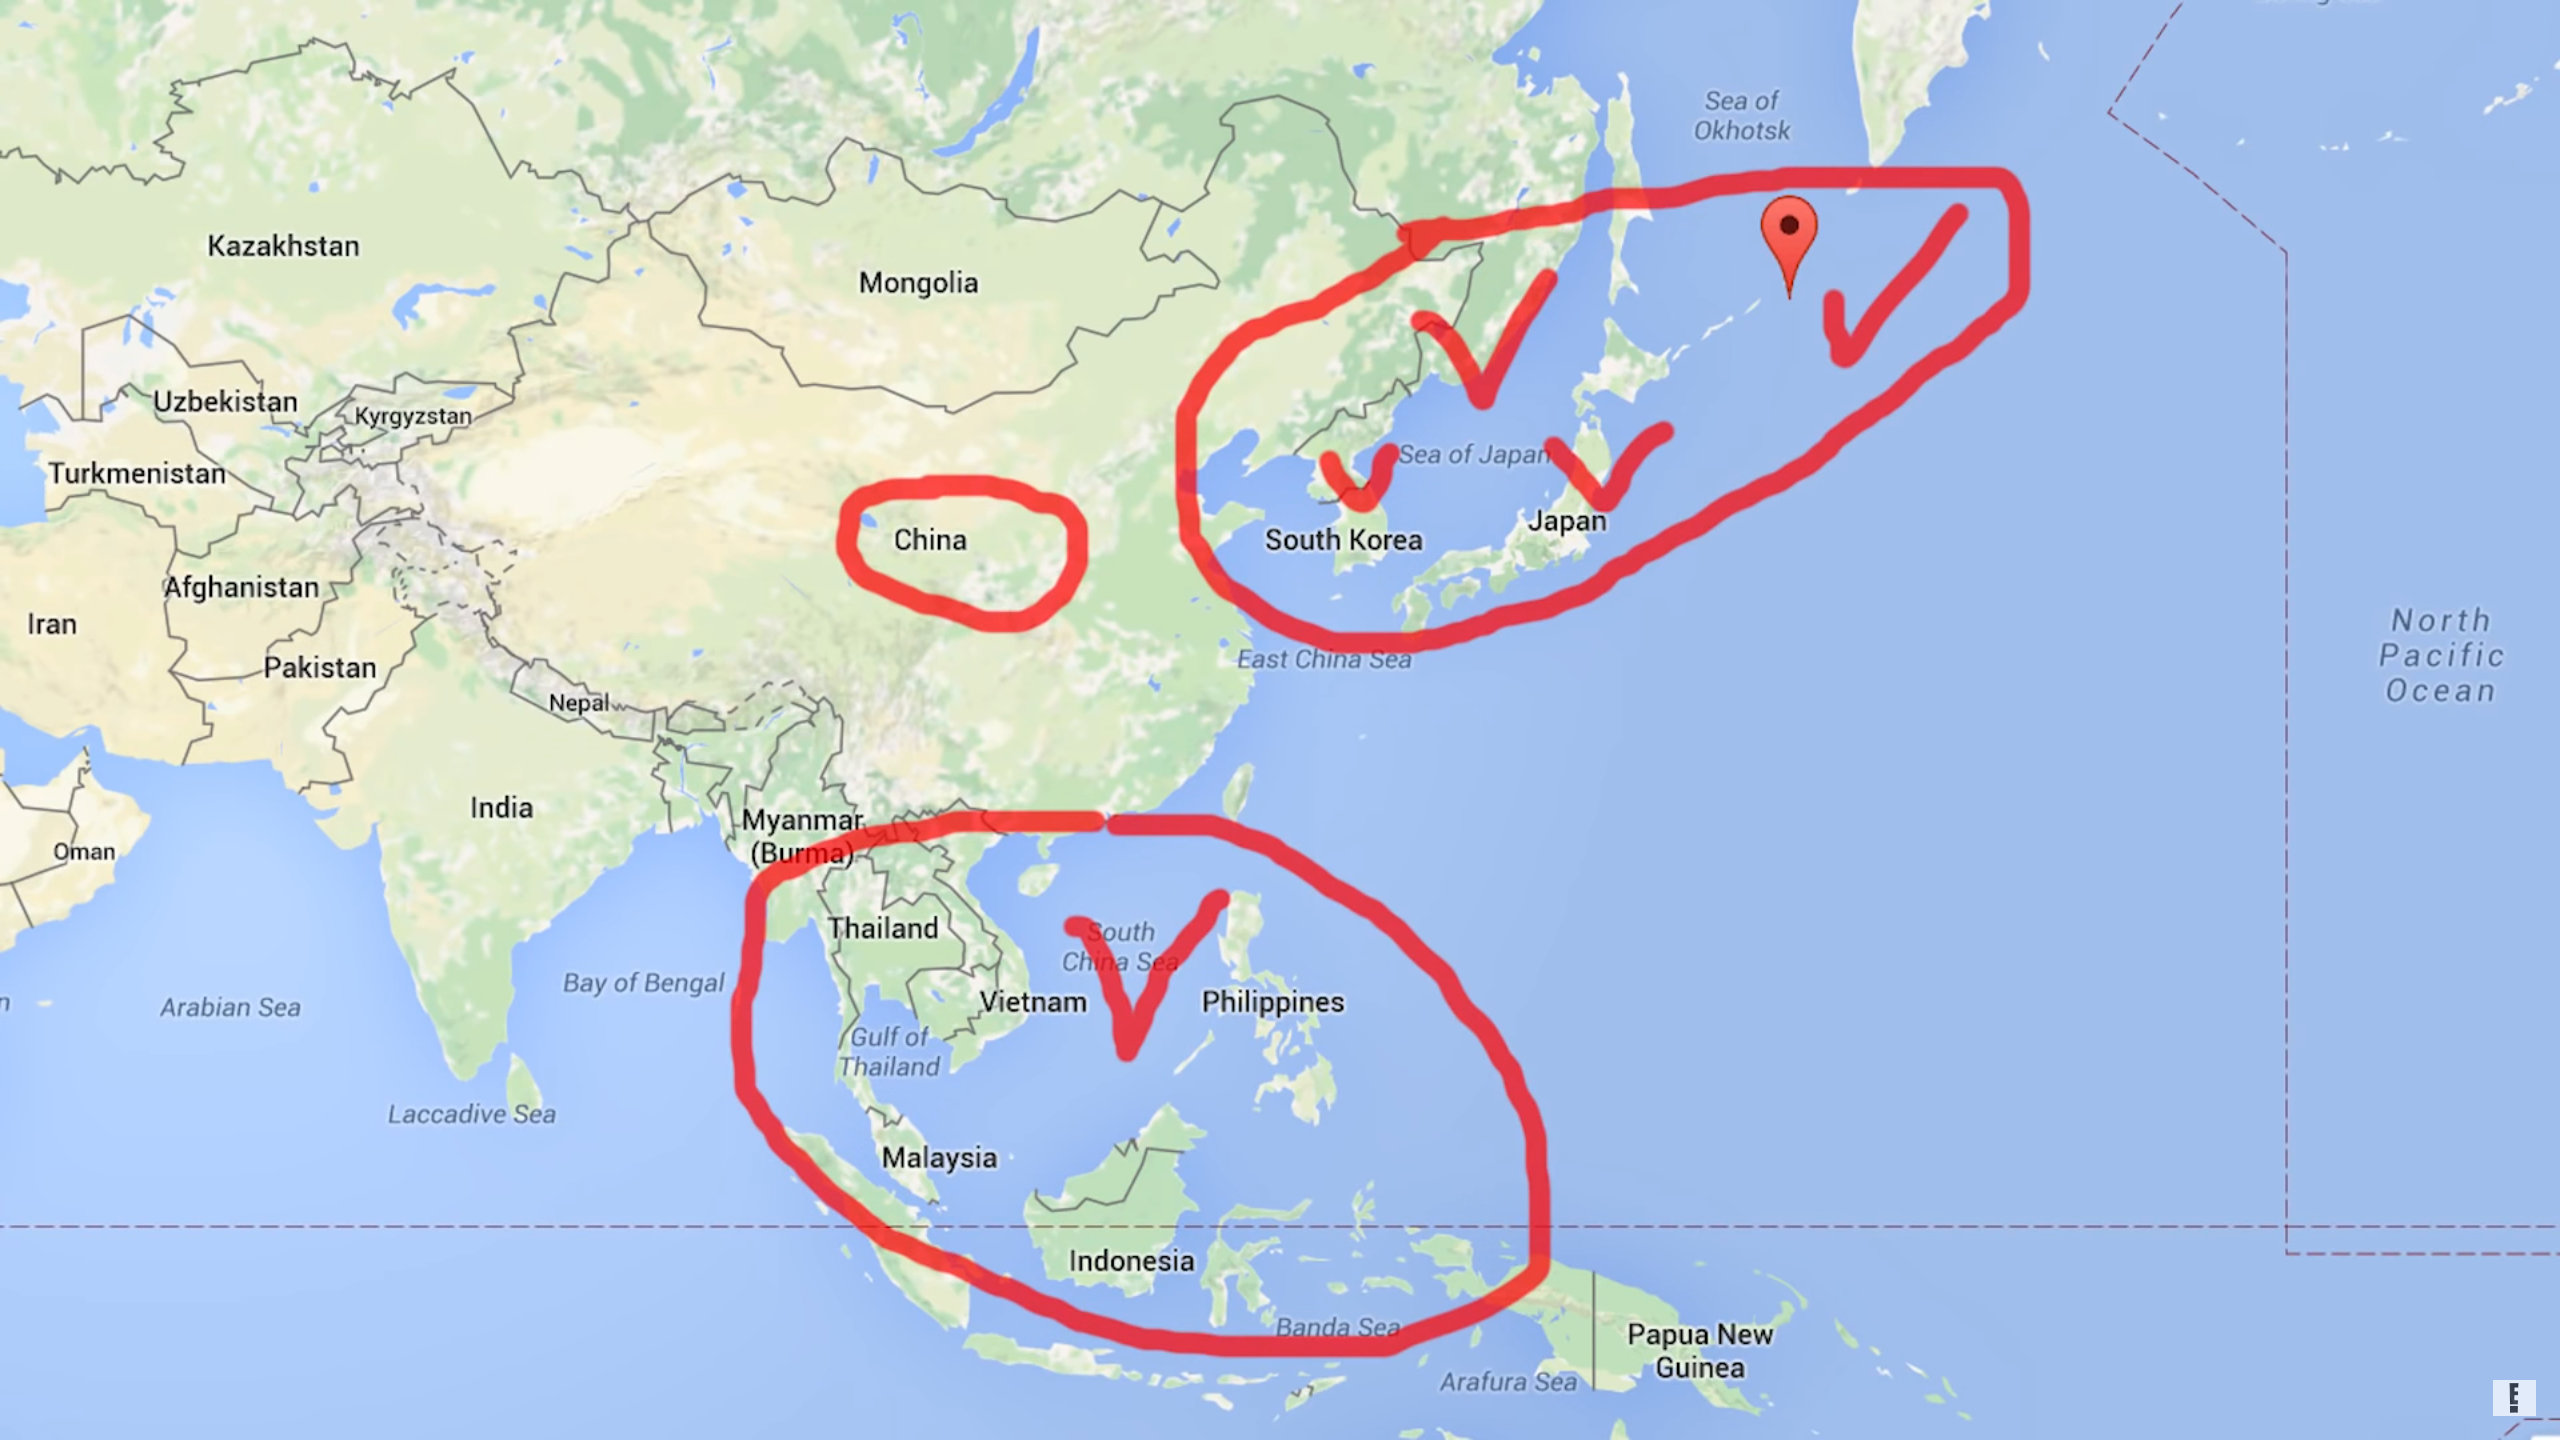 Sea of
Okhotsk
Kazakhstan
Mongolia
Uzbekistan
Kyrgyzstan
Turkmenistan
Sea of Japan
Japan
China
South Korea
Afghanistan
Iran
North
Pacific
Ocean
Pakistan
East China Sea
Nepal
India
Myanmar
(Burma)
Oman
Thailand
South
China Sea
Bay of Bengal
Arabian Sea
Vietnam
Philippines
Gulf of
Thailand
Laccadive Sea
Malaysia
Indonesia
Banda Sea
Papua New
Guinea
Arafura Sea
E!